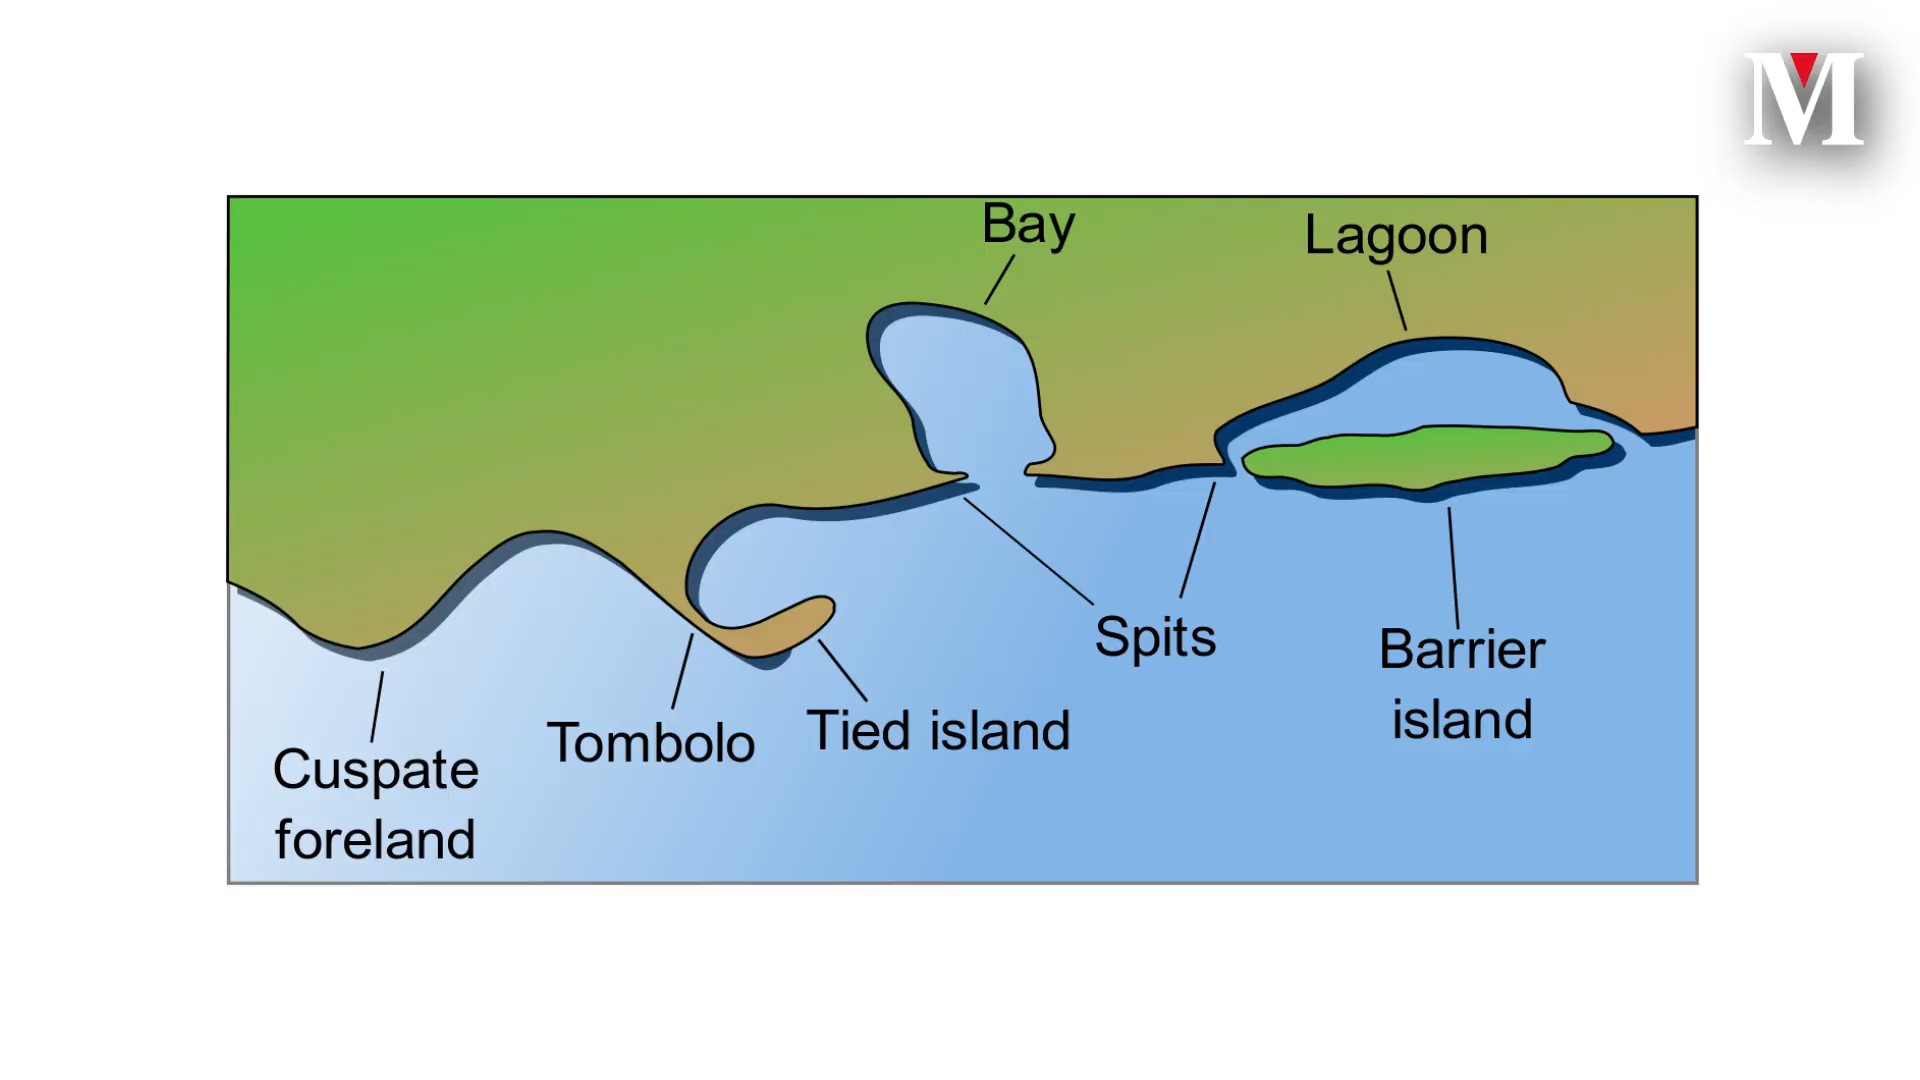 M
Bay
Lagoon
Spits
Barrier
island
Tombolo
Tied island
Cuspate
foreland